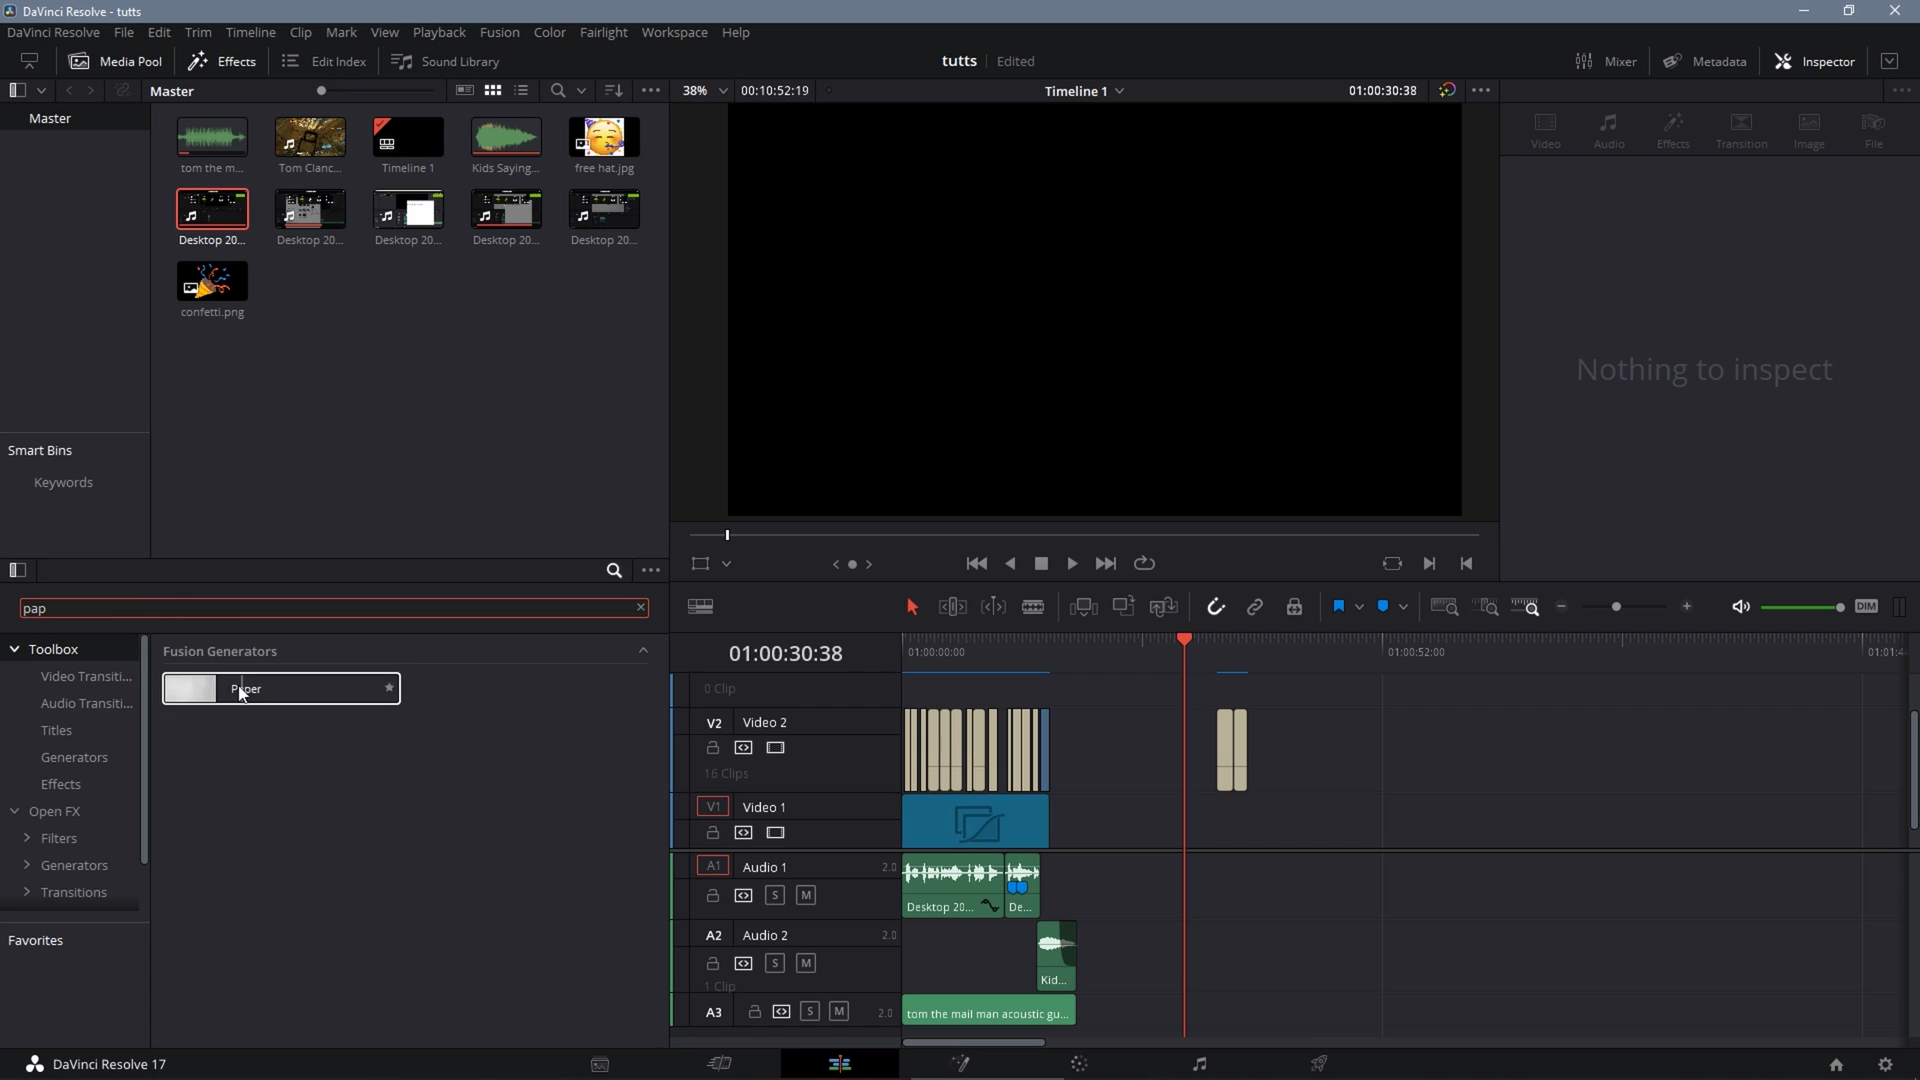 DaVinci Resolve - tutts
DaVinci Resolve File Edit Trim Timeline Clip Mark View Playback Fusion Color Fairlight Workspace Help
Media Pool Effects Edit Index Sound Library tutts Edited Mixer Metadata Inspector
Master 38% 00:10:52:19 Timeline 1 01:00:30:38
Master
Video Audio Effects Transition Image File
tom the m... Tom Clanc... Timeline 1 Kids Saying... free hat.jpg
Desktop 20... Desktop 20... Desktop 20... Desktop 20... Desktop 20...
confetti.png
Nothing to inspect
Smart Bins
Keywords
pap
DIM
Toolbox
Fusion Generators
01:00:30:38
01:00:00:00 01:00:52:00 01:01:4
Video Transiti...
Audio Transiti...
Titles
Generators
Effects
Open FX
Filters
Generators
Transitions
Favorites
0 Clip
V2 Video 2
16 Clips
V1 Video 1
A1 Audio 1 2.0
S M
Desktop 20... De...
A2 Audio 2 2.0
S M
1 Clip
Kid...
A3 S M 2.0
tom the mail man acoustic gu...
DaVinci Resolve 17